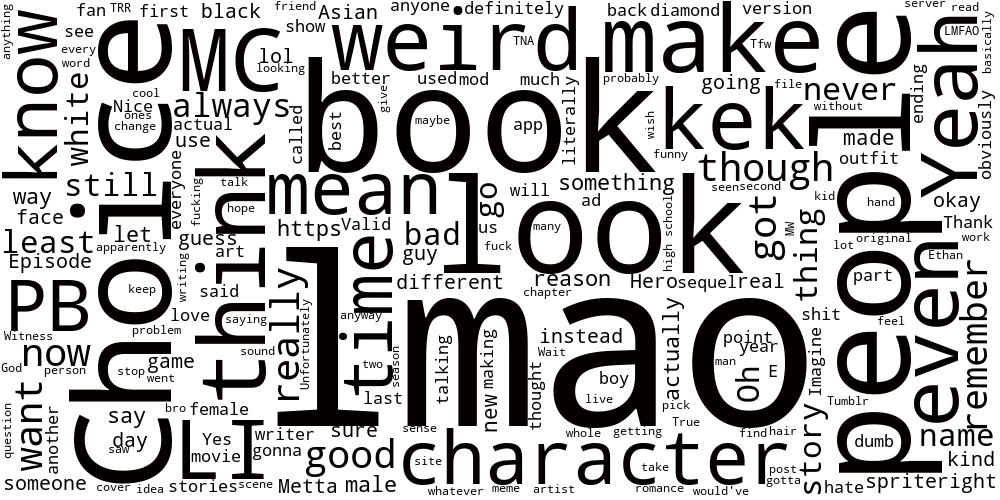 anything
fan
TRR
first
black
friend
Asian
anyone
definitely
back
diamond
version
server
read
LMFAO
basically
know
see
every
word
ce
MC
show
lol
looking
weird
TNA
make
Tfw
le
Yeah
white
cool
Nice
ones
change
always
actual
use
called
book
better
used
mod
much
best
given
maybe
app
literally
probably
wish
funny
kek
going
file
never
without
made
outfit
ending
obviously
way
face
still
everyone
fucking
think
talk
hope
mean
look
go
us
fuck
will
something
ad
many
high school
though
seen
second
got
MW
kid
thing
people
hand
okay
Thank
work
least
Episode
let
apparently
Choice
keep
writing
guess
art
said
https
Valid
bad
guy
different
reason
chapter
Hero
sequel
real
lot
original
part
Ethan
even
remember
PB
Witness
now
God
person
problem
stop
game
went
love
saying
sound
really
Unfortunately
anyway
time
two
season
last
lmao
talking
new
making
thought
instead
Wait
boy
live
actually
pick
True
point
year
man
Oh
E
Imagine
shit
feel
Tumblr
question
want
another
someone
say
day
saw
cover
idea
bro
female
LI
Yes
movie
stories
scene
writer
gonna
sure
Metta
male
good
sense
character
site
whatever
meme
artist
whole
getting
take
romance
would've
find
hair
post
gotta
story
hate
dumb
sprite
right
name
kind